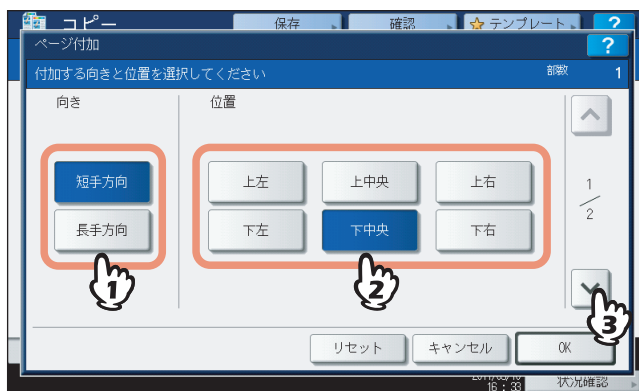 コピー 保存 確認 テンプレート ?
ページ付加 ?
付加する向きと位置を選択してください 部数 1
向き 位置
短手方向 上左 上中央 上右
長手方向 下左 下中央 下右
1/2
1 2 3
リセット キャンセル OK
16:33 状況確認